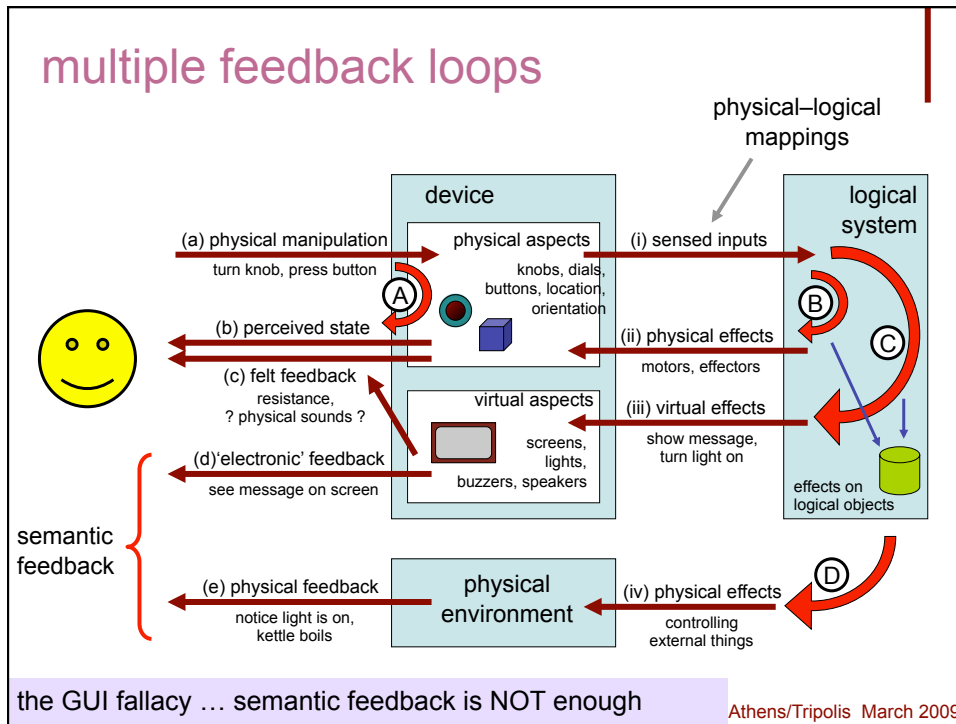 multiple feedback loops
physical–logical
mappings
device
logical
system
(a) physical manipulation
turn knob, press button
physical aspects
knobs, dials,
buttons, location,
orientation
(i) sensed inputs
A
B
C
(b) perceived state
(ii) physical effects
motors, effectors
(c) felt feedback
resistance,
? physical sounds ?
virtual aspects
screens,
lights,
buzzers, speakers
(iii) virtual effects
show message,
turn light on
(d)‘electronic’ feedback
see message on screen
effects on
logical objects
semantic
feedback
D
(e) physical feedback
notice light is on,
kettle boils
physical
environment
(iv) physical effects
controlling
external things
the GUI fallacy … semantic feedback is NOT enough
Athens/Tripolis March 2009